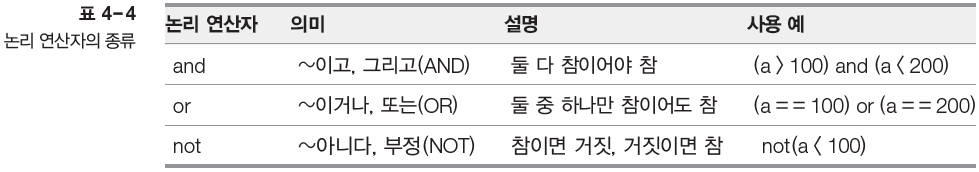 표 4-4
논리 연산자의 종류
논리 연산자 의미 설명 사용 예
and ~이고, 그리고(AND) 둘 다 참이어야 참 (a > 100) and (a < 200)
or ~이거나, 또는(OR) 둘 중 하나만 참이어도 참 (a == 100) or (a == 200)
not ~아니다, 부정(NOT) 참이면 거짓, 거짓이면 참 not(a < 100)